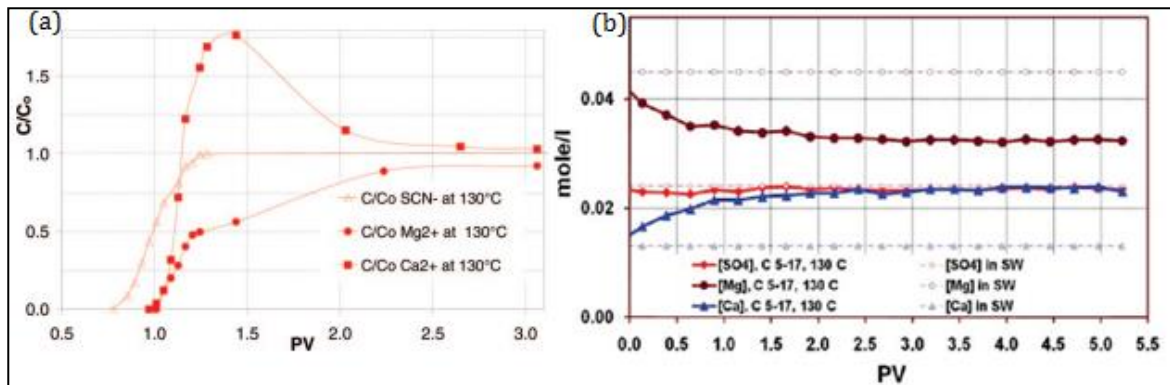 (a)
C/Co
1.5
1.0
0.5
0.0
0.5 1.0 1.5 2.0 2.5 3.0
PV
C/Co SCN- at 130°C
C/Co Mg2+ at 130°C
C/Co Ca2+ at 130°C
(b)
mole/l
0.04
0.02
0.00
0.0 0.5 1.0 1.5 2.0 2.5 3.0 3.5 4.0 4.5 5.0 5.5
PV
[SO4], C 5-17, 130 C
[Mg], C 5-17, 130 C
[Ca], C 5-17, 130 C
[SO4] in SW
[Mg] in SW
[Ca] in SW